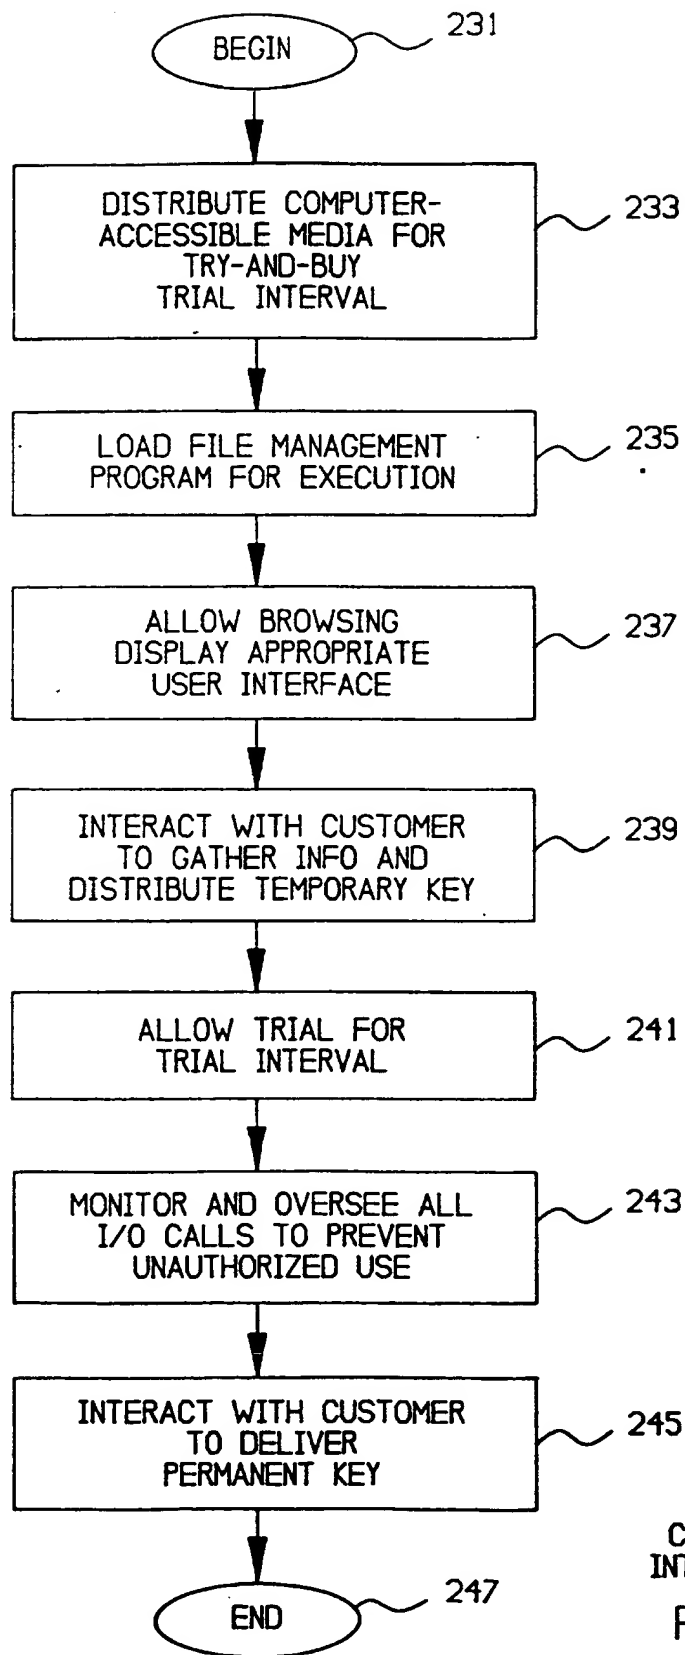 BEGIN
231
DISTRIBUTE COMPUTER-
ACCESSIBLE MEDIA FOR
TRY-AND-BUY
TRIAL INTERVAL
233
LOAD FILE MANAGEMENT
PROGRAM FOR EXECUTION
235
ALLOW BROWSING
DISPLAY APPROPRIATE
USER INTERFACE
237
INTERACT WITH CUSTOMER
TO GATHER INFO AND
DISTRIBUTE TEMPORARY KEY
239
ALLOW TRIAL FOR
TRIAL INTERVAL
241
MONITOR AND OVERSEE ALL
I/O CALLS TO PREVENT
UNAUTHORIZED USE
243
INTERACT WITH CUSTOMER
TO DELIVER
PERMANENT KEY
245
END
247